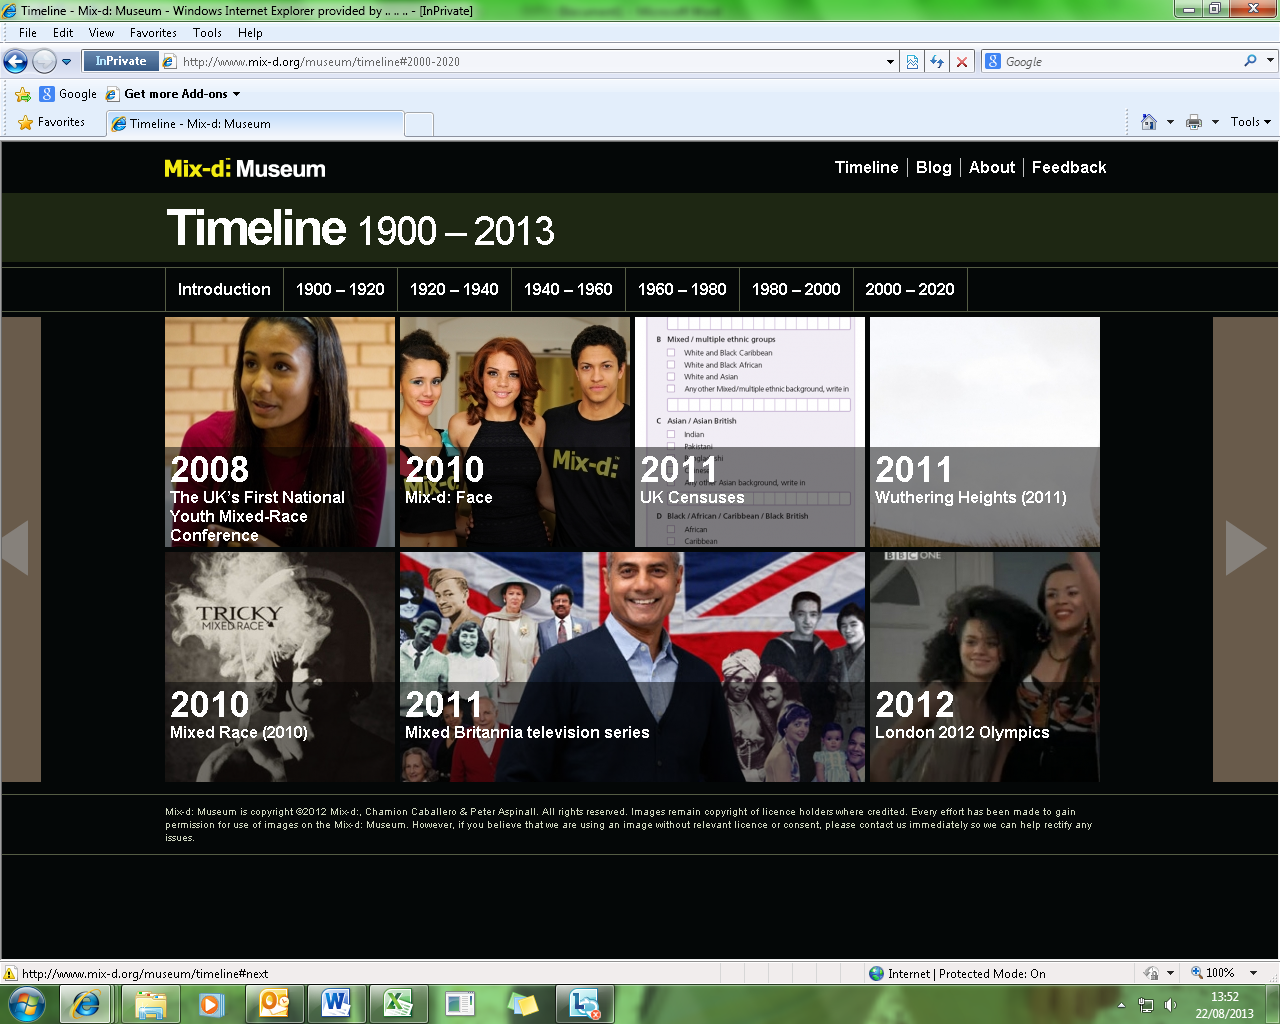 Timeline - Mix-d: Museum - Windows Internet Explorer provided by .. .. .. - [InPrivate]
File Edit View Favorites Tools Help
InPrivate http://www.mix-d.org/museum/timeline#2000-2020 Google
Google Get more Add-ons
Favorites Timeline - Mix-d: Museum Tools
Mix-d: Museum Timeline Blog About Feedback
Timeline 1900 – 2013
Introduction 1900 – 1920 1920 – 1940 1940 – 1960 1960 – 1980 1980 – 2000 2000 – 2020
2008
The UK's First National
Youth Mixed-Race
Conference
Mix-d:
2010
Mix-d: Face
B Mixed / multiple ethnic groups
White and Black Caribbean
White and Black African
White and Asian
Any other Mixed/multiple ethnic background, write in
C Asian / Asian British
Indian
Pakistani
Any other Asian background, write in
D Black / African / Caribbean / Black British
African
Caribbean
2011
UK Censuses
2011
Wuthering Heights (2011)
TRICKY
MIXED RACE
2010
Mixed Race (2010)
2011
Mixed Britannia television series
BBC ONE
2012
London 2012 Olympics
Mix-d: Museum is copyright ©2012 Mix-d:, Chamion Caballero & Peter Aspinall. All rights reserved. Images remain copyright of licence holders where credited. Every effort has been made to gain
permission for use of images on the Mix-d: Museum. However, if you believe that we are using an image without relevant licence or consent, please contact us immediately so we can help rectify any
issues.
http://www.mix-d.org/museum/timeline#next Internet | Protected Mode: On 100%
13:52
22/08/2013